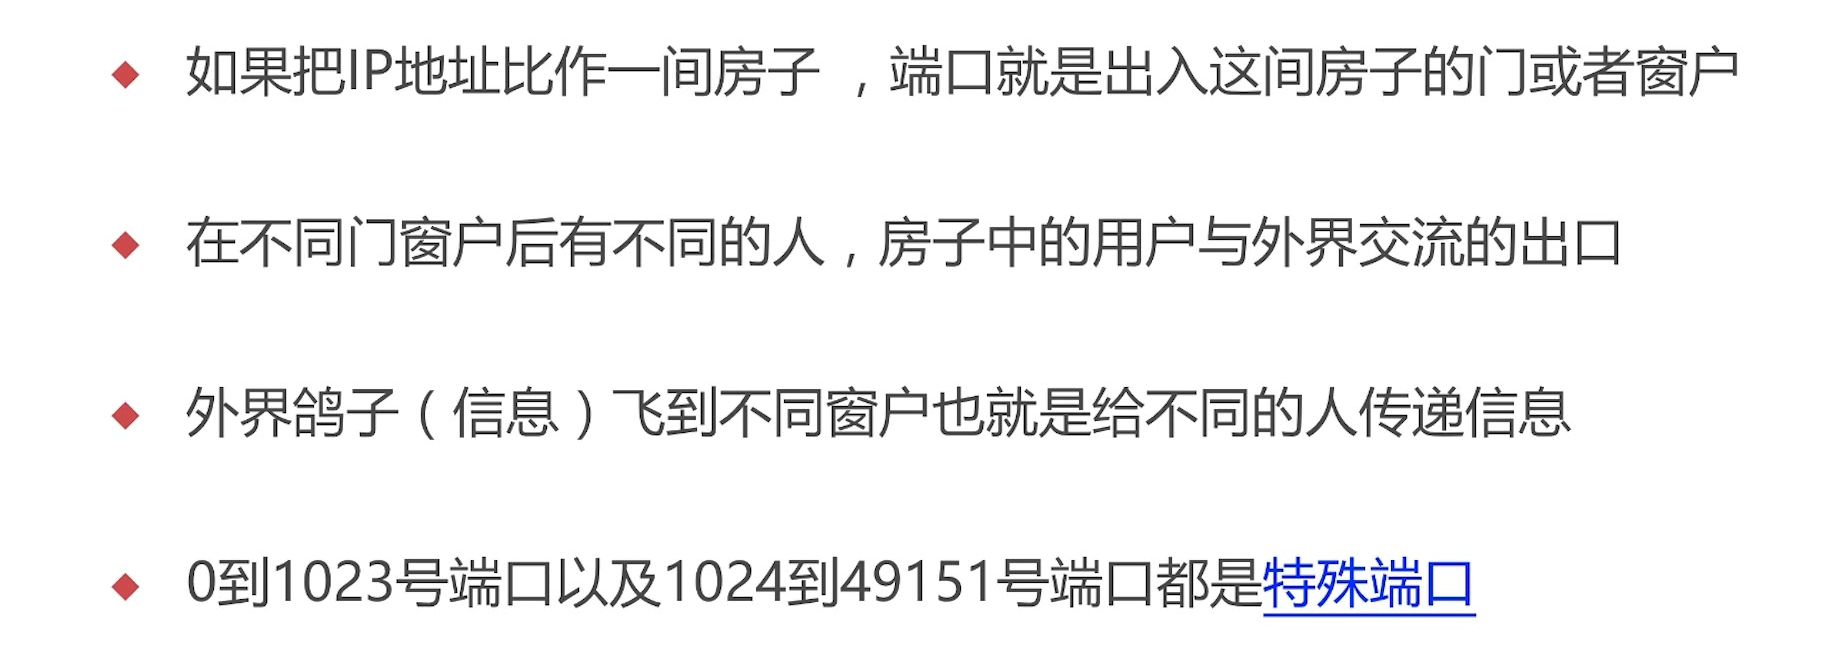 如果把IP地址比作一间房子 ，端口就是出入这间房子的门或者窗户
在不同门窗户后有不同的人，房子中的用户与外界交流的出口
外界鸽子（信息）飞到不同窗户也就是给不同的人传递信息
0到1023号端口以及1024到49151号端口都是特殊端口